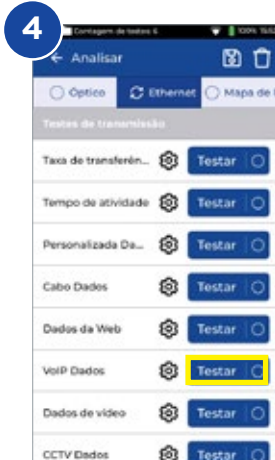 4
Contagem de testes 6 100% 15:52
Analisar
Óptico Ethernet Mapa de
Testes de transmissão
Taxa de transferên... Testar
Tempo de atividade Testar
Personalizada Da... Testar
Cabo Dados Testar
Dados da Web Testar
VoIP Dados Testar
Dados de vídeo Testar
CCTV Dados Testar